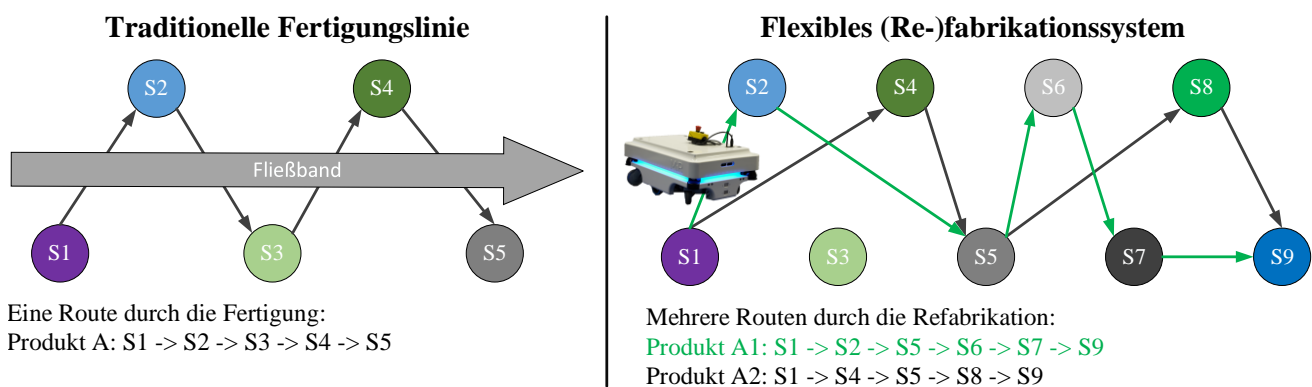 Traditionelle Fertigungslinie
S2
S4
Fließband
S1
S3
S5
Eine Route durch die Fertigung:
Produkt A: S1 -> S2 -> S3 -> S4 -> S5
Flexibles (Re-)fabrikationssystem
S2
S4
S6
S8
S1
S3
S5
S7
S9
Mehrere Routen durch die Refabrikation:
Produkt A1: S1 -> S2 -> S5 -> S6 -> S7 -> S9
Produkt A2: S1 -> S4 -> S5 -> S8 -> S9